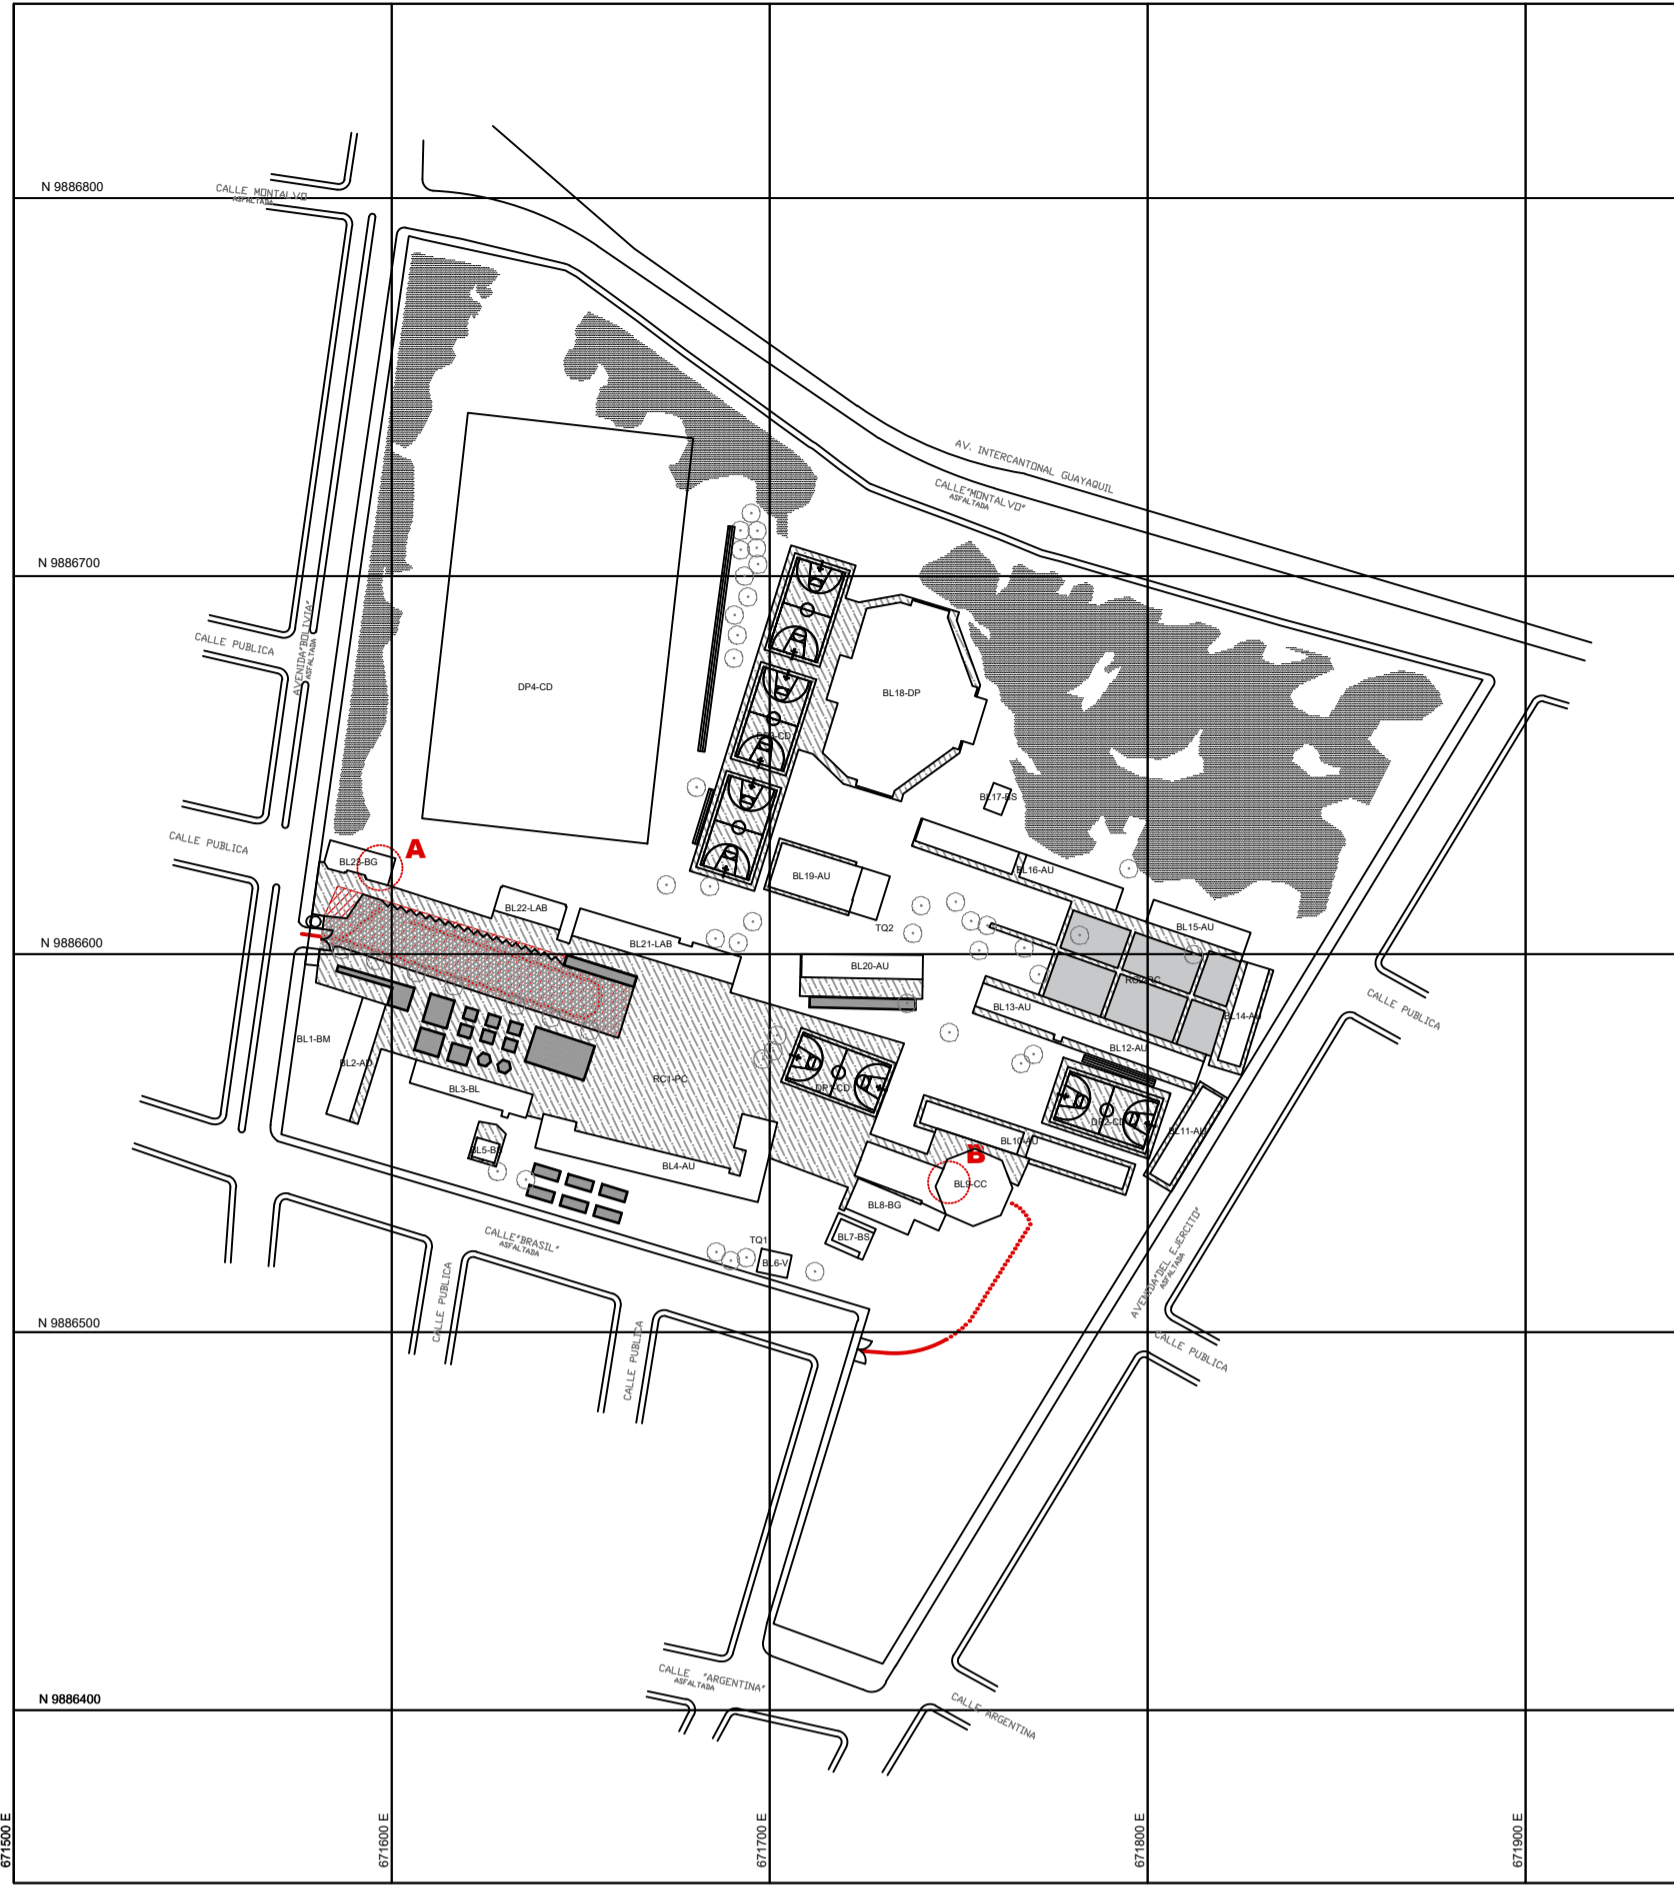 N 9886800
CALLE MONTALVO
ASFALTADA
AV. INTERCANTONAL GUAYAQUIL
CALLE"MONTALVO"
ASFALTADA
N 9886700
CALLE PUBLICA
AVENIDA"BOLIVIA"
ASFALTADA
DP4-CD
BL18-DP
DP3-CD
BL17-BS
CALLE PUBLICA
A
BL23-BG
BL19-AU
BL16-AU
BL22-LAB
BL21-LAB
TQ2
BL15-AU
N 9886600
BL20-AU
RC2-PC
BL13-AU
BL14-AU
CALLE PUBLICA
BL1-BM
BL2-AD
BL12-AU
BL3-BL
RC1-PC
DP1-CD
DP2-CD
BL11-AU
BL10-AU
BL4-AU
B
BL9-CC
BL8-BG
BL7-BS
TQ1
BL6-V
CALLE"BRASIL"
ASFALTADA
AVENIDA"DEL EJERCITO"
ASFALTADA
CALLE PUBLICA
CALLE PUBLICA
N 9886500
CALLE PUBLICA
CALLE "ARGENTINA"
ASFALTADA
N 9886400
CALLE ARGENTINA
671500 E
671600 E
671700 E
671800 E
671900 E